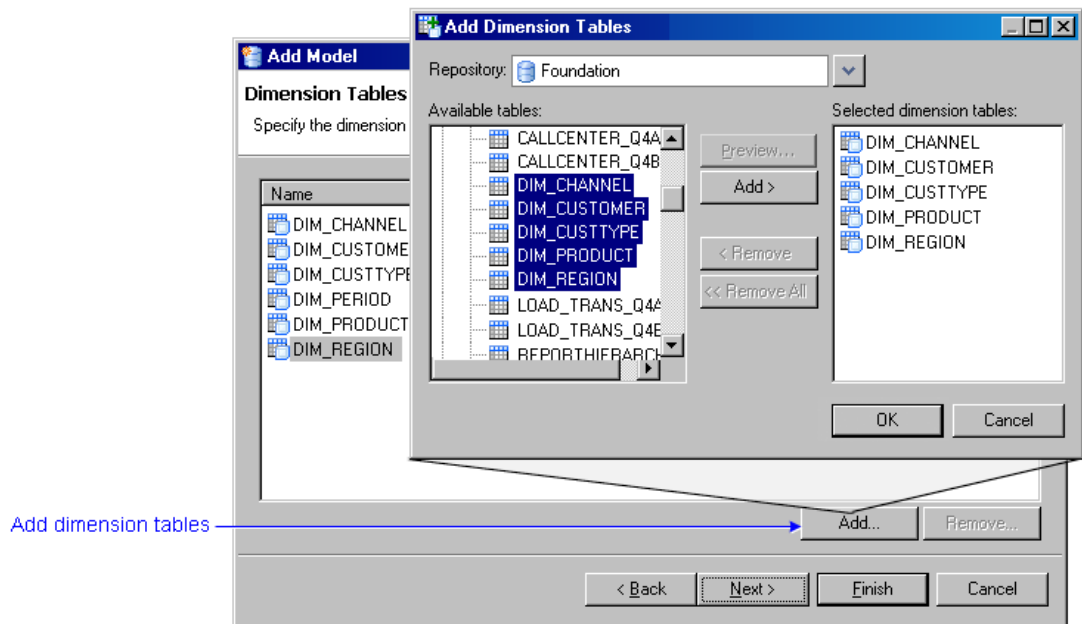 Add Dimension Tables
Repository: Foundation
Available tables:
CALLCENTER_Q4A
CALLCENTER_Q4B
DIM_CHANNEL
DIM_CUSTOMER
DIM_CUSTTYPE
DIM_PRODUCT
DIM_REGION
LOAD_TRANS_Q4A
LOAD_TRANS_Q4B
REPORTHIERARCH
Preview...
Add >
< Remove
<< Remove All
Selected dimension tables:
DIM_CHANNEL
DIM_CUSTOMER
DIM_CUSTTYPE
DIM_PRODUCT
DIM_REGION
OK
Cancel
Add Model
Dimension Tables
Specify the dimension
Name
DIM_CHANNEL
DIM_CUSTOME
DIM_CUSTTYPE
DIM_PERIOD
DIM_PRODUCT
DIM_REGION
Add dimension tables
Add...
Remove...
< Back
Next >
Finish
Cancel